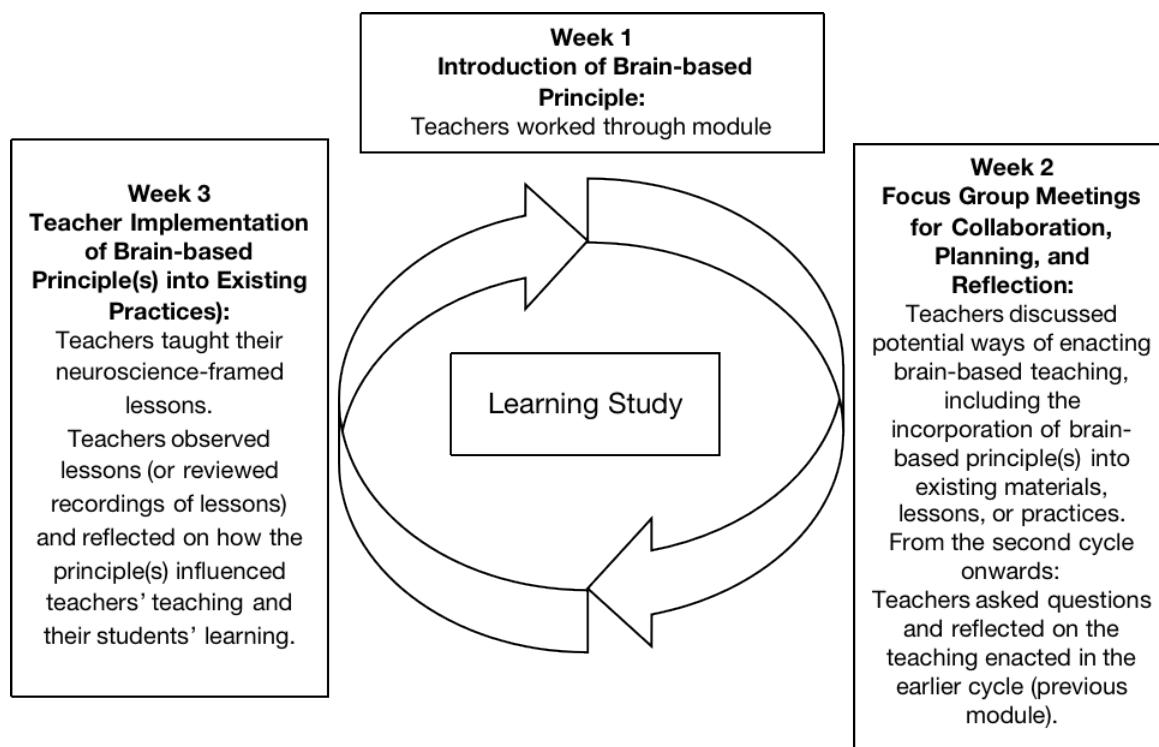 Week 1
Introduction of Brain-based
Principle:
Teachers worked through module
Week 2
Focus Group Meetings
for Collaboration,
Planning, and
Reflection:
Teachers discussed
potential ways of enacting
brain-based teaching,
including the
incorporation of brain-
based principle(s) into
existing materials,
lessons, or practices.
From the second cycle
onwards:
Teachers asked questions
and reflected on the
teaching enacted in the
earlier cycle (previous
module).
Week 3
Teacher Implementation
of Brain-based
Principle(s) into Existing
Practices):
Teachers taught their
neuroscience-framed
lessons.
Teachers observed
lessons (or reviewed
recordings of lessons)
and reflected on how the
principle(s) influenced
teachers’ teaching and
their students’ learning.
Learning Study